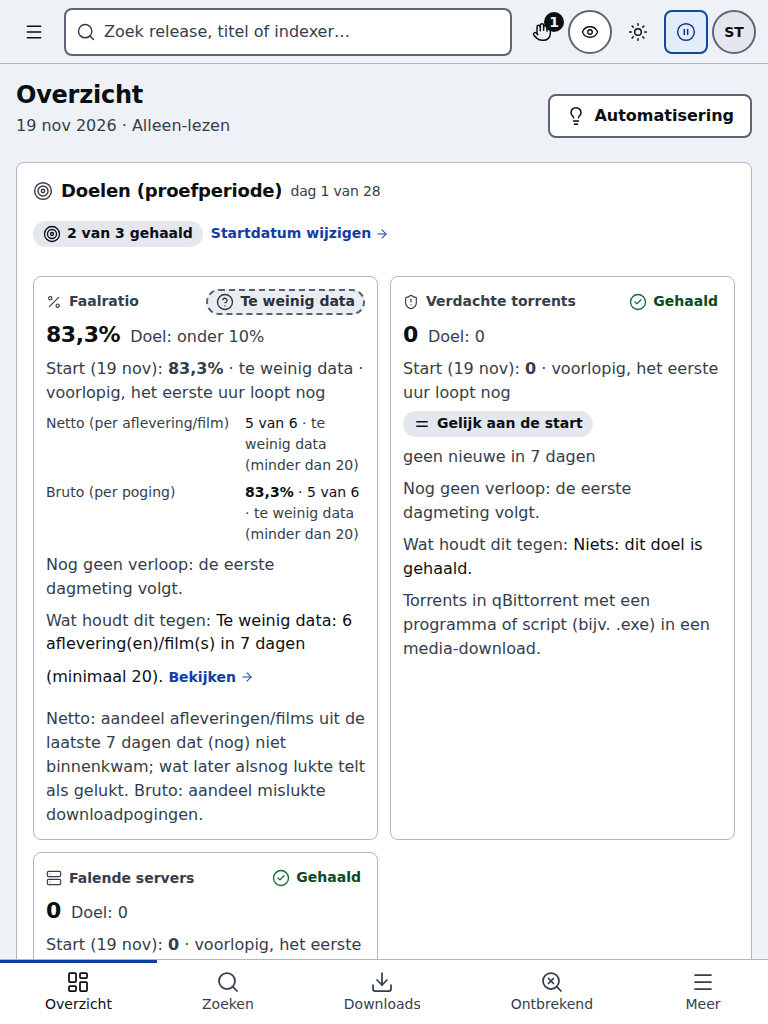 Zoek release, titel of indexer…
1
ST
Overzicht
19 nov 2026 · Alleen-lezen
Automatisering
Doelen (proefperiode) dag 1 van 28
2 van 3 gehaald Startdatum wijzigen →
Faalratio
Te weinig data
83,3% Doel: onder 10%
Start (19 nov): 83,3% · te weinig data ·
voorlopig, het eerste uur loopt nog
Netto (per aflevering/film) 5 van 6 · te
weinig data
(minder dan 20)
Bruto (per poging) 83,3% · 5 van 6
· te weinig data
(minder dan 20)
Nog geen verloop: de eerste
dagmeting volgt.
Wat houdt dit tegen: Te weinig data: 6
aflevering(en)/film(s) in 7 dagen
(minimaal 20). Bekijken →
Netto: aandeel afleveringen/films uit de
laatste 7 dagen dat (nog) niet
binnenkwam; wat later alsnog lukte telt
als gelukt. Bruto: aandeel mislukte
downloadpogingen.
Verdachte torrents
Gehaald
0 Doel: 0
Start (19 nov): 0 · voorlopig, het eerste
uur loopt nog
Gelijk aan de start
geen nieuwe in 7 dagen
Nog geen verloop: de eerste
dagmeting volgt.
Wat houdt dit tegen: Niets: dit doel is
gehaald.
Torrents in qBittorrent met een
programma of script (bijv. .exe) in een
media-download.
Falende servers
Gehaald
0 Doel: 0
Start (19 nov): 0 · voorlopig, het eerste
Overzicht
Zoeken
Downloads
Ontbrekend
Meer